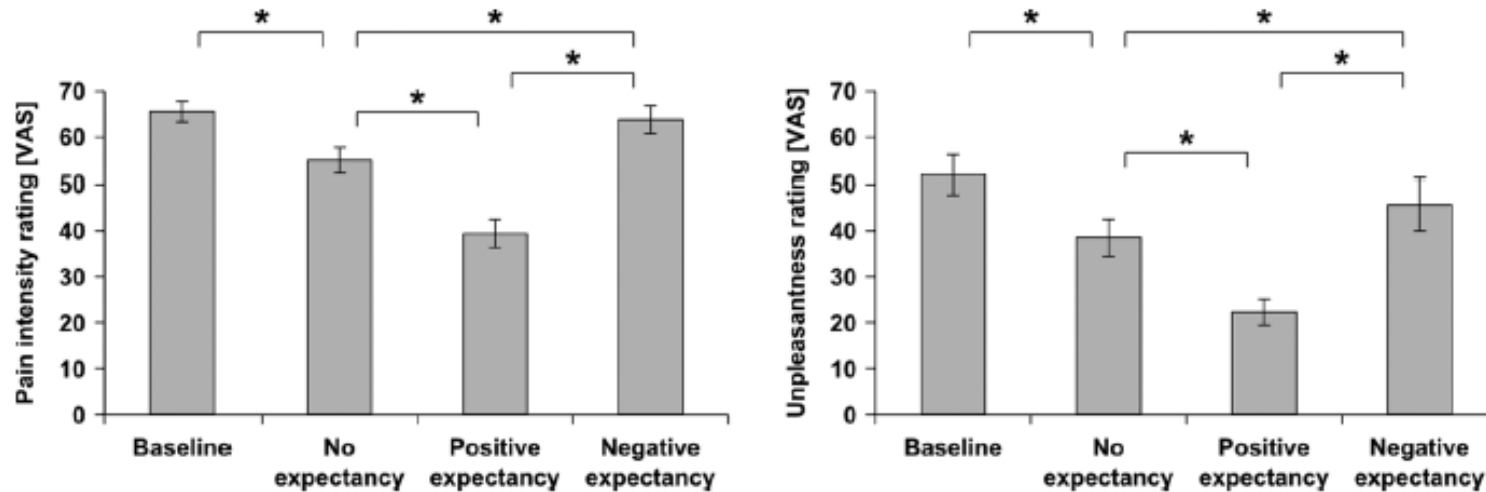 * *
*
*
Pain intensity rating [VAS]
70
60
50
40
30
20
10
0
Baseline
No expectancy
Positive expectancy
Negative expectancy
* *
*
*
Unpleasantness rating [VAS]
70
60
50
40
30
20
10
0
Baseline
No expectancy
Positive expectancy
Negative expectancy